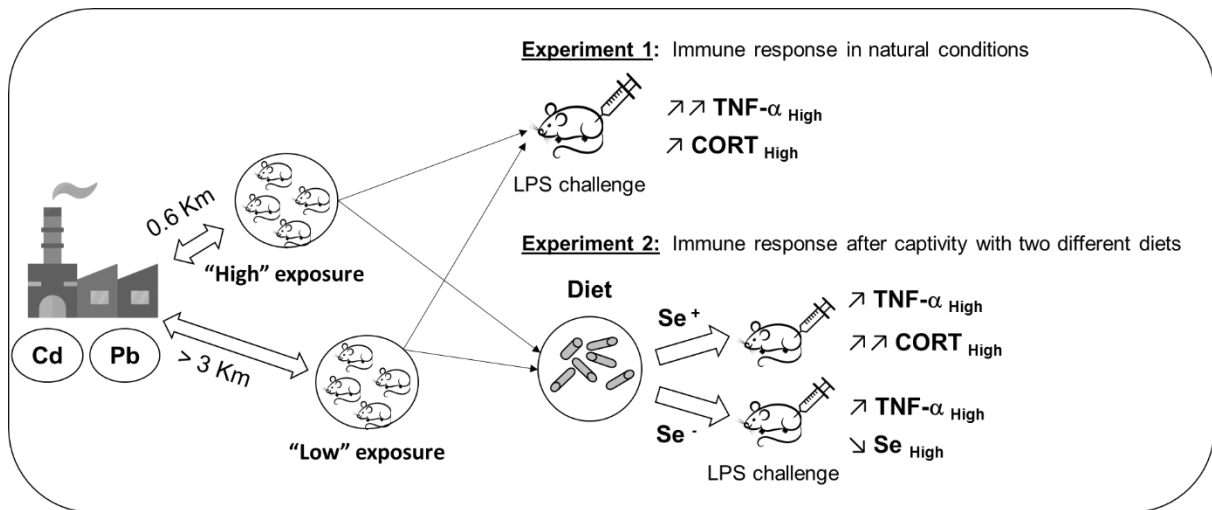 Experiment 1: Immune response in natural conditions
↗↗ TNF-α High
↗ CORT High
LPS challenge
0.6 Km
"High" exposure
Experiment 2: Immune response after captivity with two different diets
Diet
Cd
Pb
> 3 Km
"Low" exposure
Se +
↗ TNF-α High
↗↗ CORT High
Se -
↗ TNF-α High
↘ Se High
LPS challenge